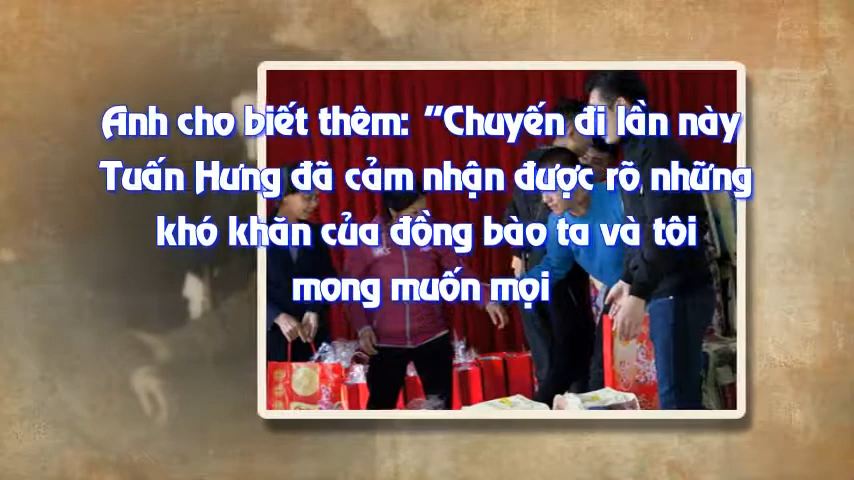 Anh cho biết thêm: “Chuyến đi lần này
Tuấn Hưng đã cảm nhận được rõ những
khó khăn của đồng bào ta và tôi
mong muốn mọi